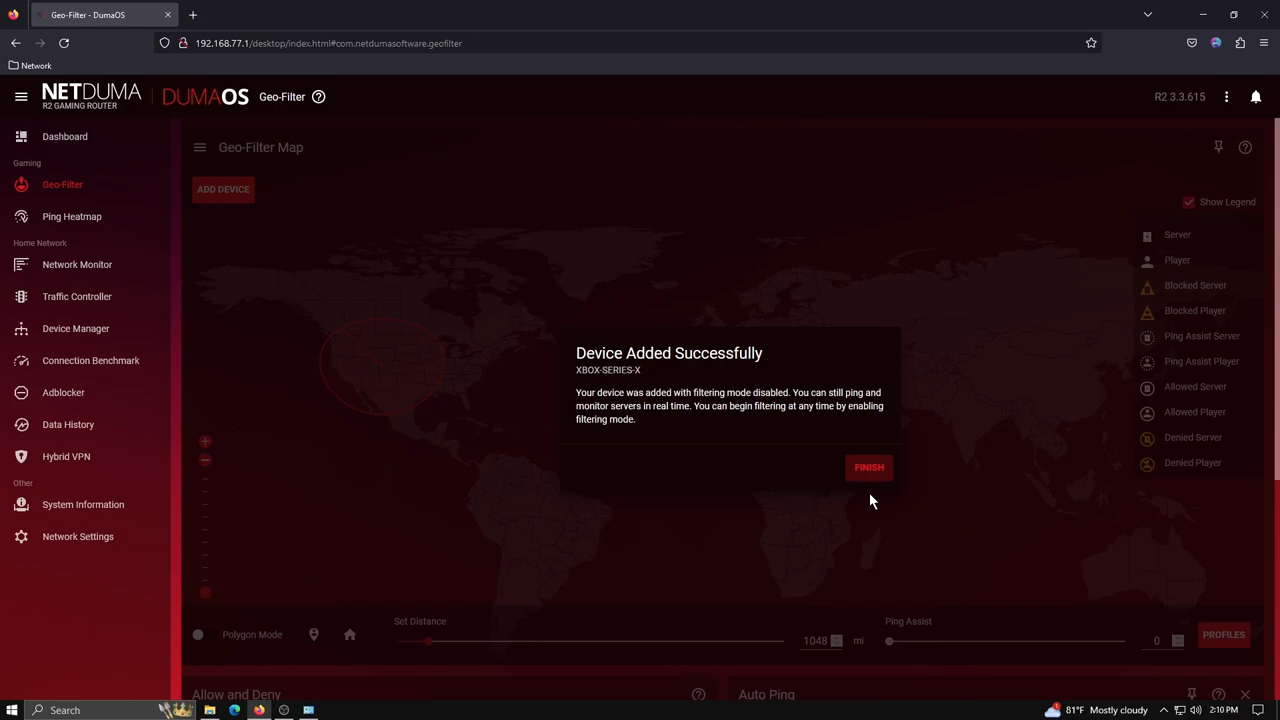 Geo-Filter - DumaOS
192.168.77.1/desktop/index.html#com.netdumasoftware.geofilter
Network
NETDUMA
R2 GAMING ROUTER
DUMAOS
Geo-Filter
R2 3.3.615
Dashboard
Gaming
Geo-Filter
Ping Heatmap
Home Network
Network Monitor
Traffic Controller
Device Manager
Connection Benchmark
Adblocker
Data History
Hybrid VPN
Other
System Information
Network Settings
Geo-Filter Map
ADD DEVICE
Show Legend
Server
Player
Blocked Server
Blocked Player
Ping Assist Server
Ping Assist Player
Allowed Server
Allowed Player
Denied Server
Denied Player
Device Added Successfully
XBOX-SERIES-X
Your device was added with filtering mode disabled. You can still ping and
monitor servers in real time. You can begin filtering at any time by enabling
filtering mode.
FINISH
Polygon Mode
Set Distance
1048 mi
Ping Assist
0
PROFILES
Allow and Deny
Auto Ping
Search
81°F Mostly cloudy
2:10 PM